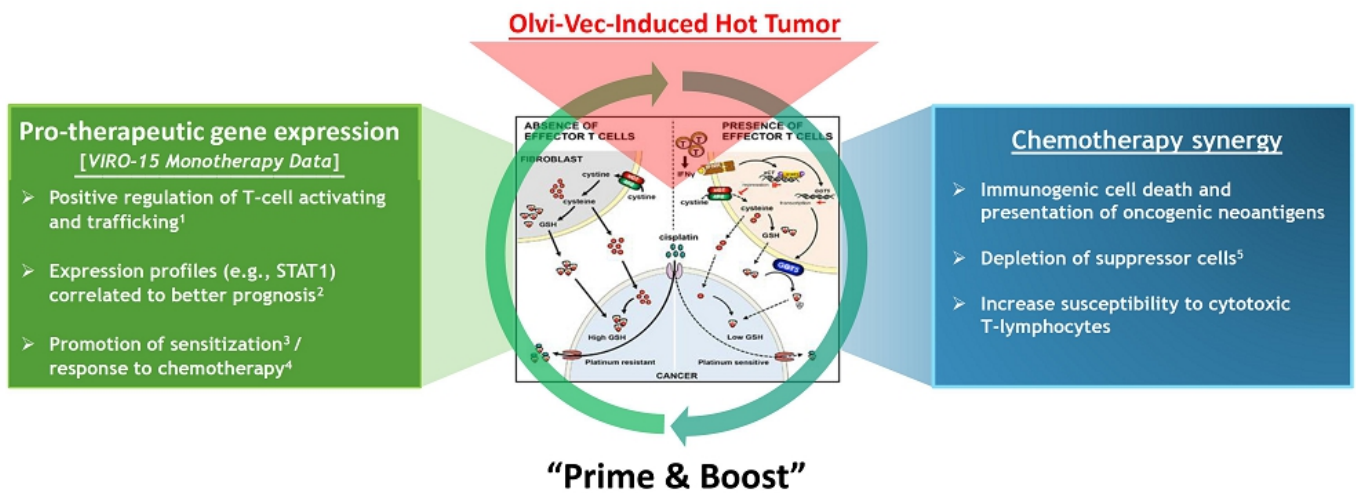 Olvi-Vec-Induced Hot Tumor
Pro-therapeutic gene expression
[VIRO-15 Monotherapy Data]
➢ Positive regulation of T-cell activating
and trafficking¹
➢ Expression profiles (e.g., STAT1)
correlated to better prognosis²
➢ Promotion of sensitization³ /
response to chemotherapy⁴
ABSENCE OF
EFFECTOR T CELLS
FIBROBLAST
cystine
cystine
cysteine
GSH
High GSH
Platinum resistant
PRESENCE OF
EFFECTOR T CELLS
T
T
T
T
IFNγ
cystine
cysteine
GSH
GGT5
transcription
cisplatin
GGT5
Low GSH
Platinum sensitive
CANCER
Chemotherapy synergy
➢ Immunogenic cell death and
presentation of oncogenic neoantigens
➢ Depletion of suppressor cells⁵
➢ Increase susceptibility to cytotoxic
T-lymphocytes
“Prime & Boost”